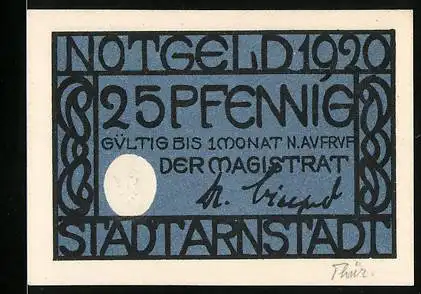 NOTGELD 1920
25 PFENNIG
GÜLTIG BIS 1 MONAT N. AUFRUF
DER MAGISTRAT
STADT ARNSTADT
Thür.